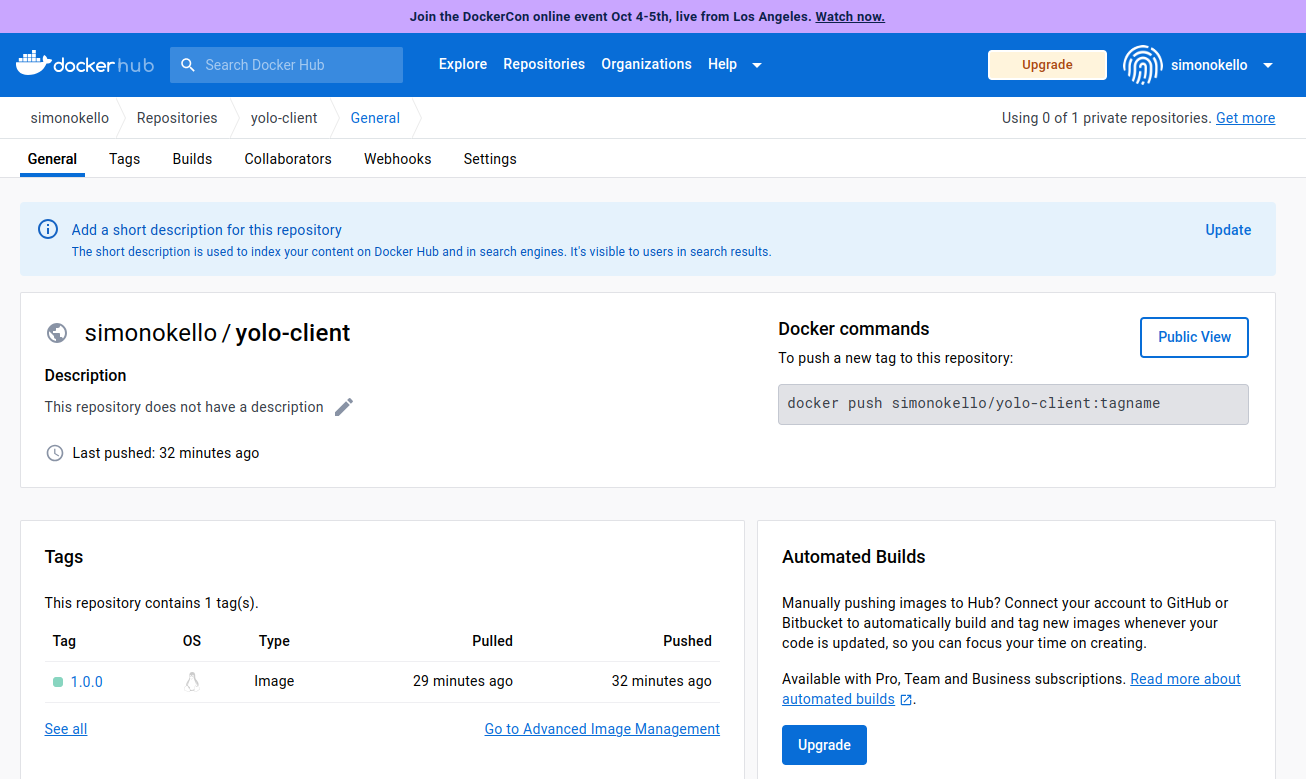 Join the DockerCon online event Oct 4-5th, live from Los Angeles. Watch now.
dockerhub Search Docker Hub Explore Repositories Organizations Help Upgrade simonokello
simonokello Repositories yolo-client General Using 0 of 1 private repositories. Get more
General Tags Builds Collaborators Webhooks Settings
Add a short description for this repository Update
The short description is used to index your content on Docker Hub and in search engines. It's visible to users in search results.
simonokello / yolo-client
Description
This repository does not have a description
Last pushed: 32 minutes ago
Docker commands Public View
To push a new tag to this repository:
docker push simonokello/yolo-client:tagname
Tags
This repository contains 1 tag(s).
Tag OS Type Pulled Pushed
1.0.0 Image 29 minutes ago 32 minutes ago
See all Go to Advanced Image Management
Automated Builds
Manually pushing images to Hub? Connect your account to GitHub or
Bitbucket to automatically build and tag new images whenever your
code is updated, so you can focus your time on creating.
Available with Pro, Team and Business subscriptions. Read more about
automated builds .
Upgrade